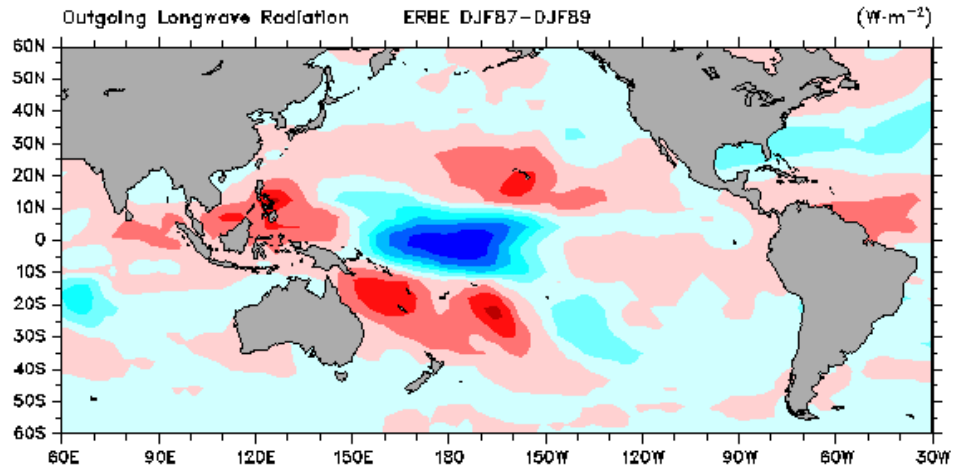 Outgoing Longwave Radiation ERBE DJF87-DJF89 (W·m⁻²)
60N
50N
40N
30N
20N
10N
0
10S
20S
30S
40S
50S
60S
60E 90E 120E 150E 180 150W 120W 90W 60W 30W